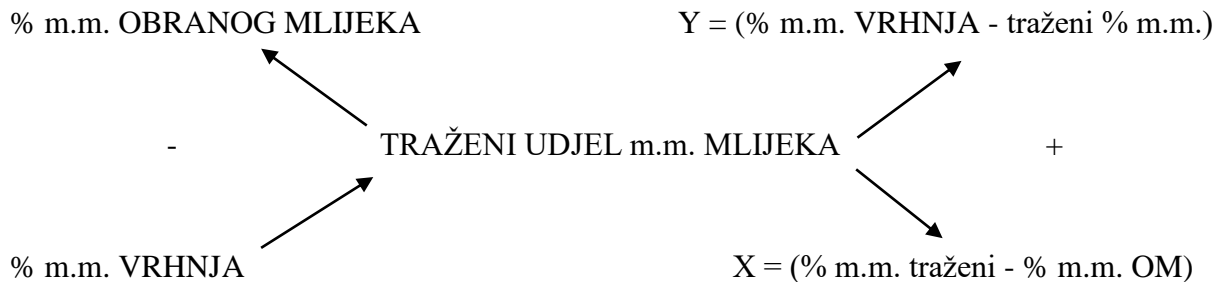 % m.m. OBRANOG MLIJEKA Y = (% m.m. VRHNJA - traženi % m.m.)
- TRAŽENI UDJEL m.m. MLIJEKA +
% m.m. VRHNJA X = (% m.m. traženi - % m.m. OM)